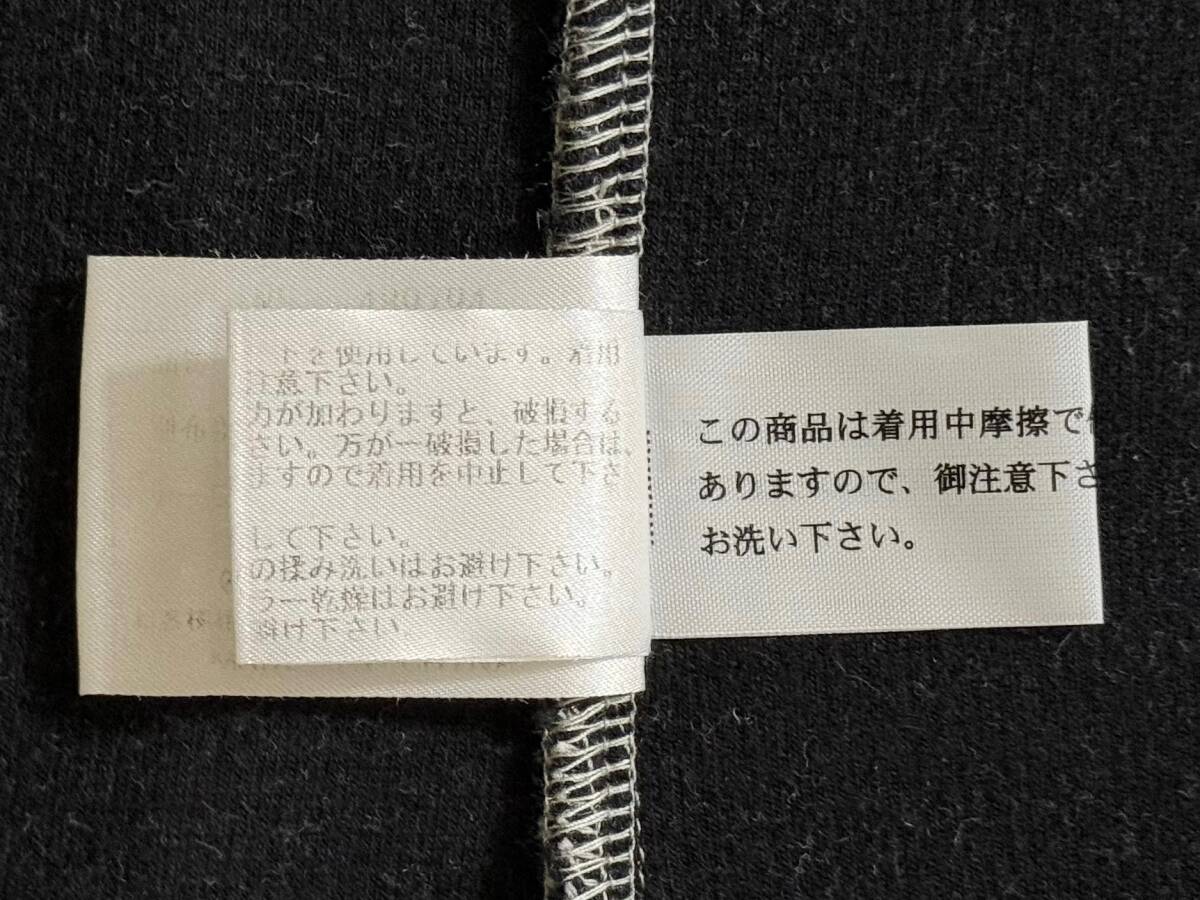 を使用しています。着用
注意下さい。
力が加わりますと、破損する
さい。万が一破損した場合は、
ますので着用を中止して下さ
して下さい。
の揉み洗いはお避け下さい。
ラー乾燥はお避け下さい。
避け下さい
この商品は着用中摩擦で
ありますので、御注意下さ
お洗い下さい。